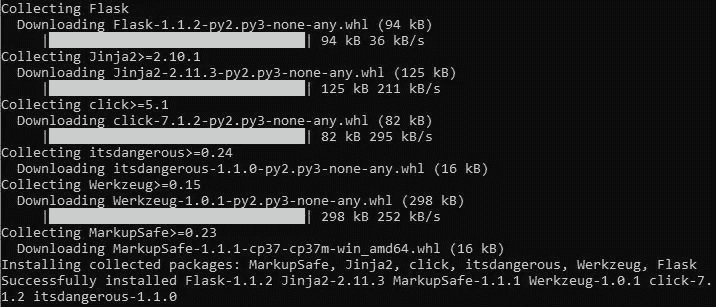 Collecting Flask
  Downloading Flask-1.1.2-py2.py3-none-any.whl (94 kB)
     |████████████████████████████████| 94 kB 36 kB/s
Collecting Jinja2>=2.10.1
  Downloading Jinja2-2.11.3-py2.py3-none-any.whl (125 kB)
     |████████████████████████████████| 125 kB 211 kB/s
Collecting click>=5.1
  Downloading click-7.1.2-py2.py3-none-any.whl (82 kB)
     |████████████████████████████████| 82 kB 295 kB/s
Collecting itsdangerous>=0.24
  Downloading itsdangerous-1.1.0-py2.py3-none-any.whl (16 kB)
Collecting Werkzeug>=0.15
  Downloading Werkzeug-1.0.1-py2.py3-none-any.whl (298 kB)
     |████████████████████████████████| 298 kB 252 kB/s
Collecting MarkupSafe>=0.23
  Downloading MarkupSafe-1.1.1-cp37-cp37m-win_amd64.whl (16 kB)
Installing collected packages: MarkupSafe, Jinja2, click, itsdangerous, Werkzeug, Flask
Successfully installed Flask-1.1.2 Jinja2-2.11.3 MarkupSafe-1.1.1 Werkzeug-1.0.1 click-7.
1.2 itsdangerous-1.1.0